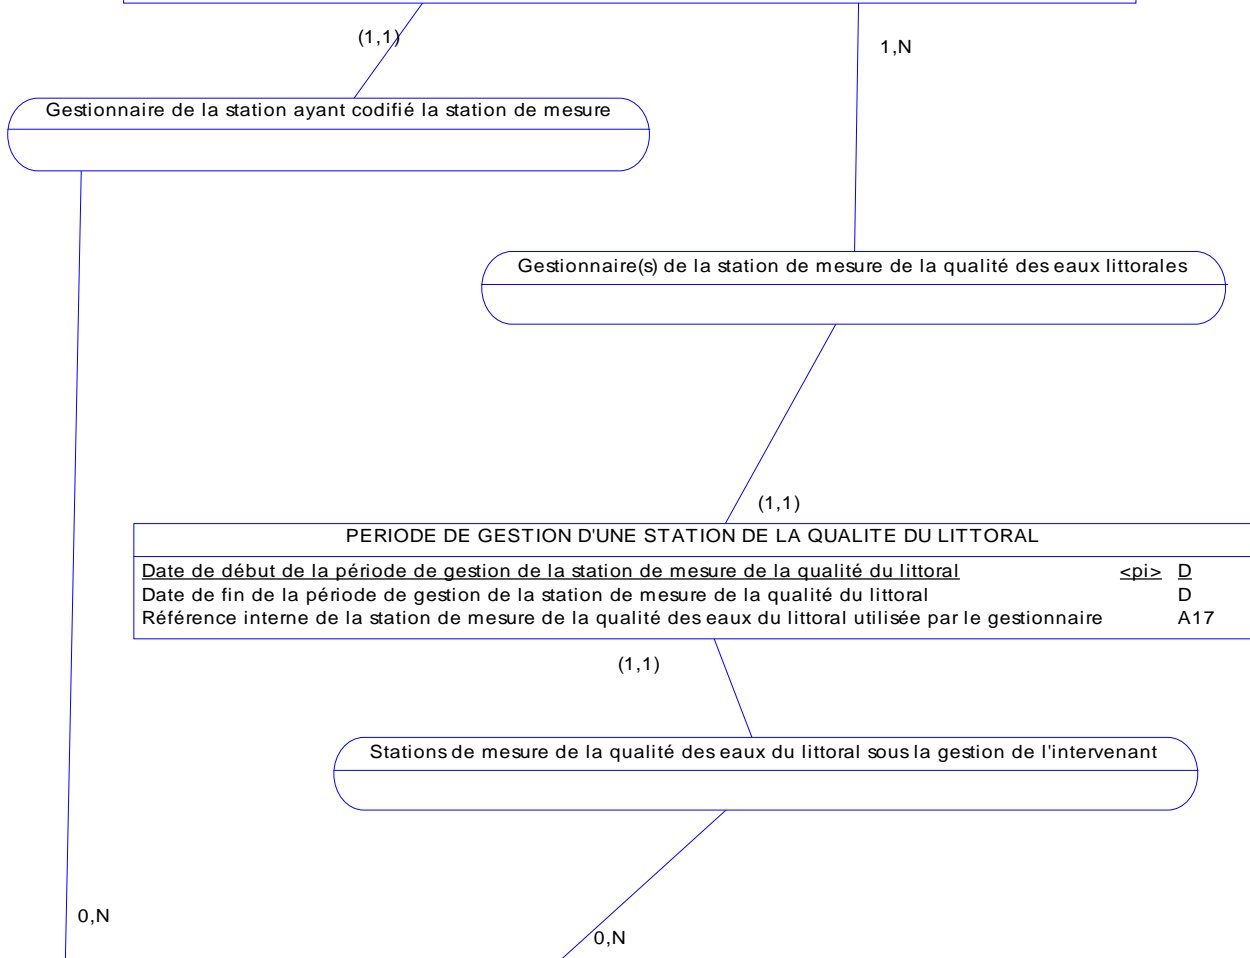 (1,1)
1,N
Gestionnaire de la station ayant codifié la station de mesure
Gestionnaire(s) de la station de mesure de la qualité des eaux littorales
(1,1)
PERIODE DE GESTION D'UNE STATION DE LA QUALITE DU LITTORAL
Date de début de la période de gestion de la station de mesure de la qualité du littoral <pi> D
Date de fin de la période de gestion de la station de mesure de la qualité du littoral D
Référence interne de la station de mesure de la qualité des eaux du littoral utilisée par le gestionnaire A17
(1,1)
Stations de mesure de la qualité des eaux du littoral sous la gestion de l'intervenant
0,N
0,N